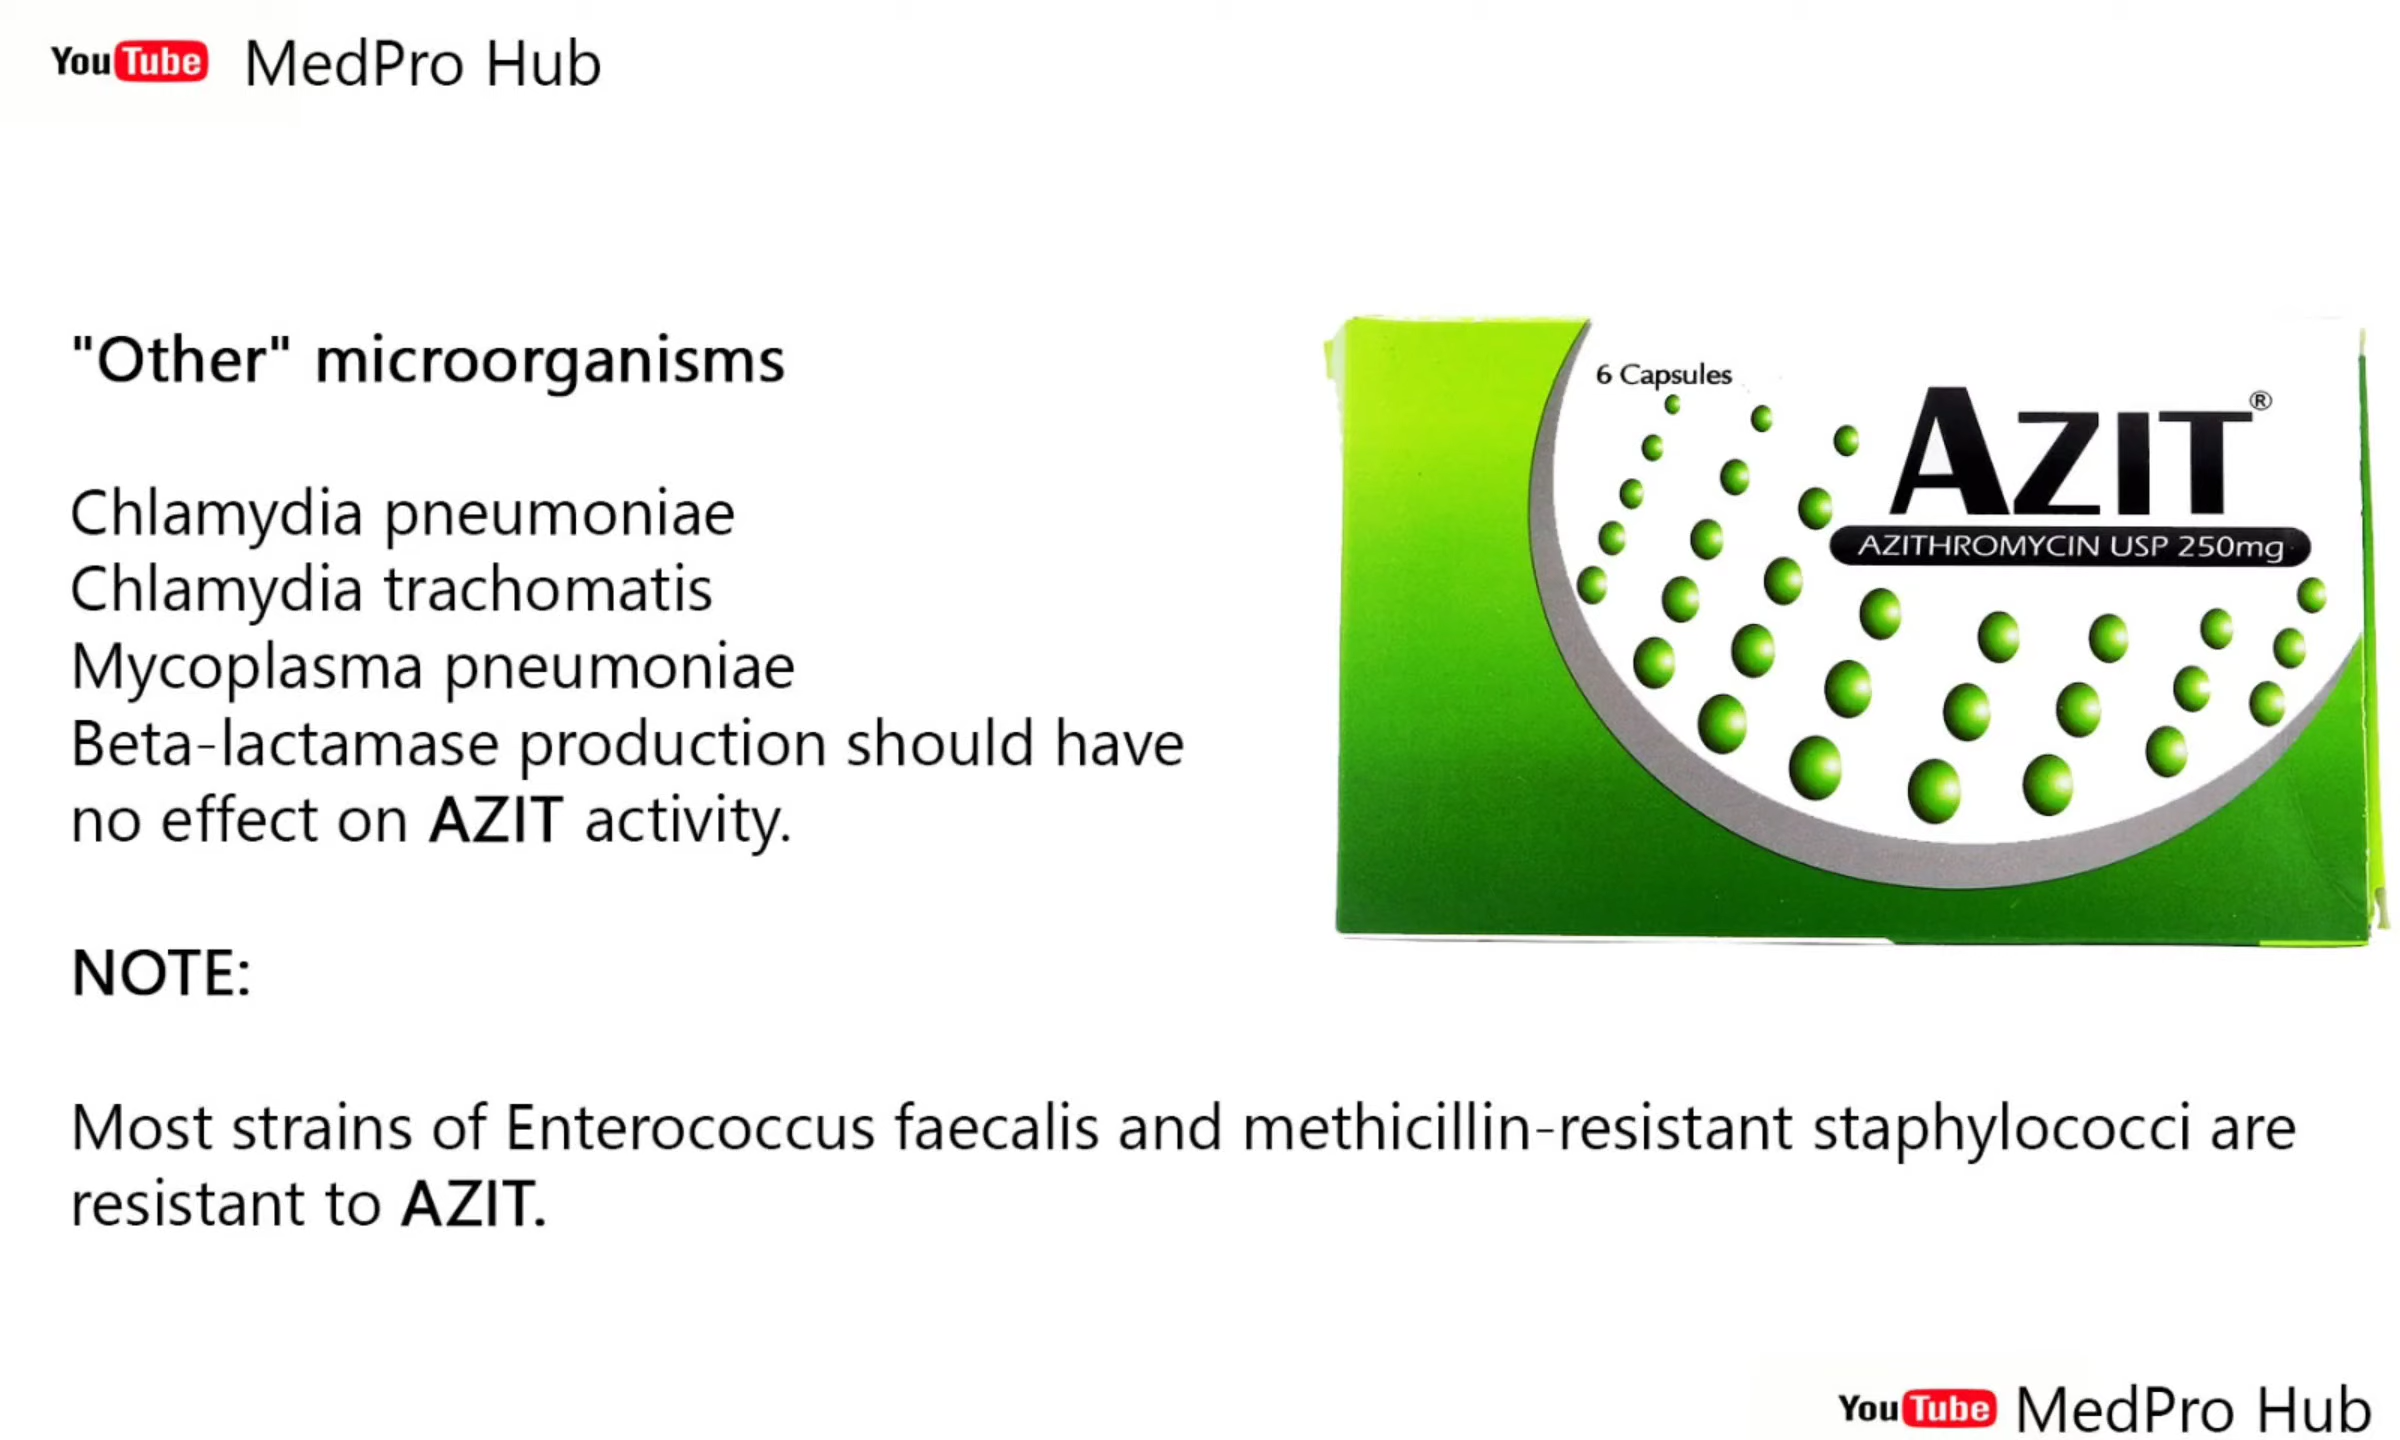 YouTube MedPro Hub
"Other" microorganisms
Chlamydia pneumoniae
Chlamydia trachomatis
Mycoplasma pneumoniae
Beta-lactamase production should have
no effect on AZIT activity.
NOTE:
Most strains of Enterococcus faecalis and methicillin-resistant staphylococci are
resistant to AZIT.
6 Capsules
AZIT®
AZITHROMYCIN USP 250mg
YouTube MedPro Hub